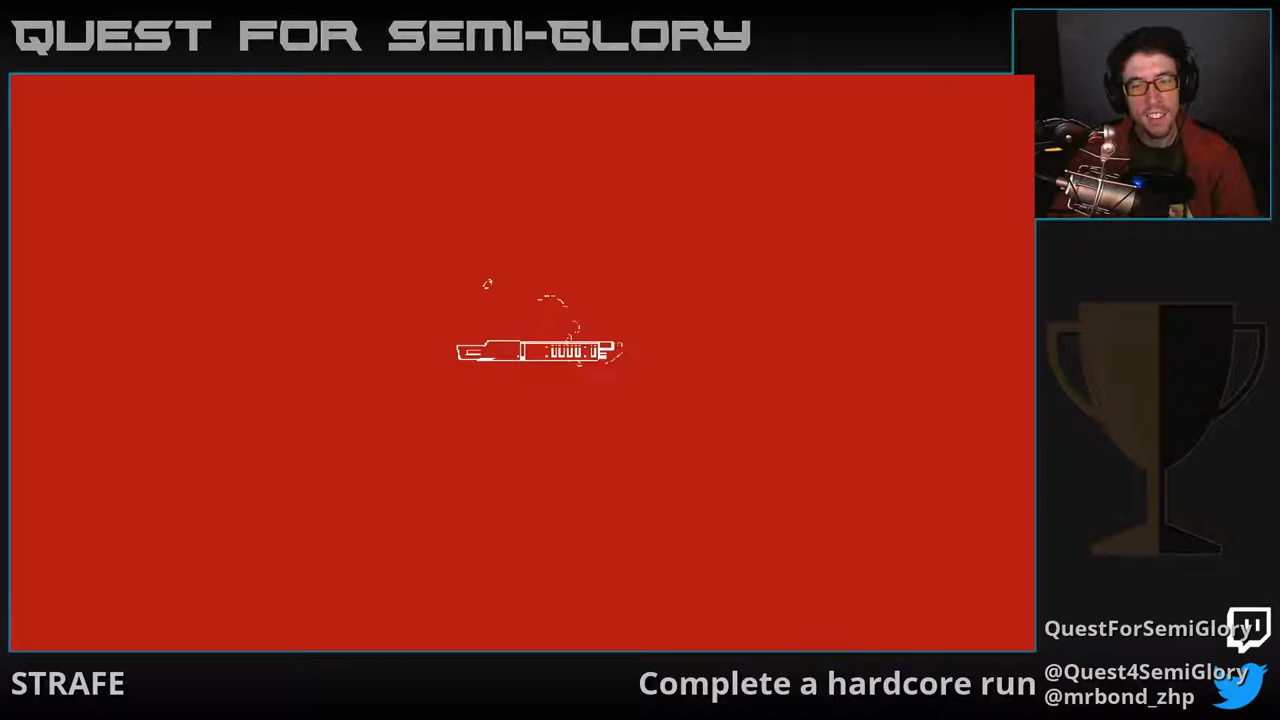 QUEST FOR SEMI-GLORY
QuestForSemiGlory
@Quest4SemiGlory
@mrbond_zhp
STRAFE
Complete a hardcore run